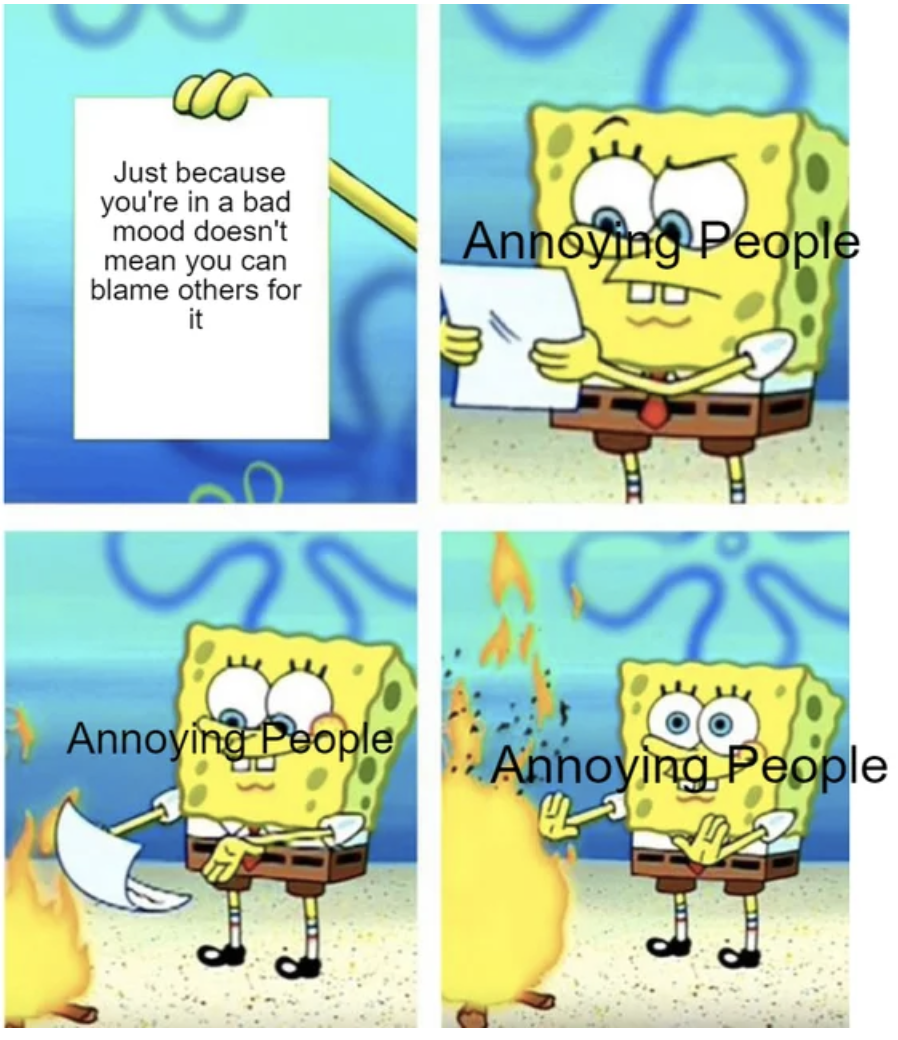 Just because
you're in a bad
mood doesn't
mean you can
blame others for
it
Annoying People
Annoying People
Annoying People